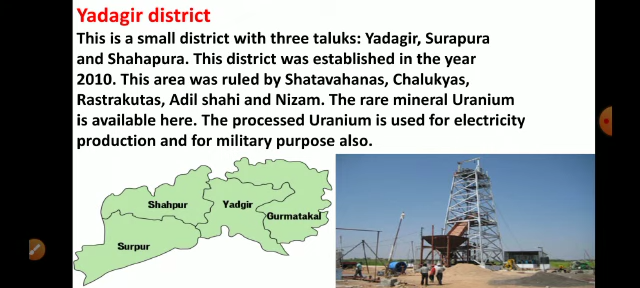 Yadagir district
This is a small district with three taluks: Yadagir, Surapura
and Shahapura. This district was established in the year
2010. This area was ruled by Shatavahanas, Chalukyas,
Rastrakutas, Adil shahi and Nizam. The rare mineral Uranium
is available here. The processed Uranium is used for electricity
production and for military purpose also.
Shahpur
Yadgir
Gurmatakal
Surpur